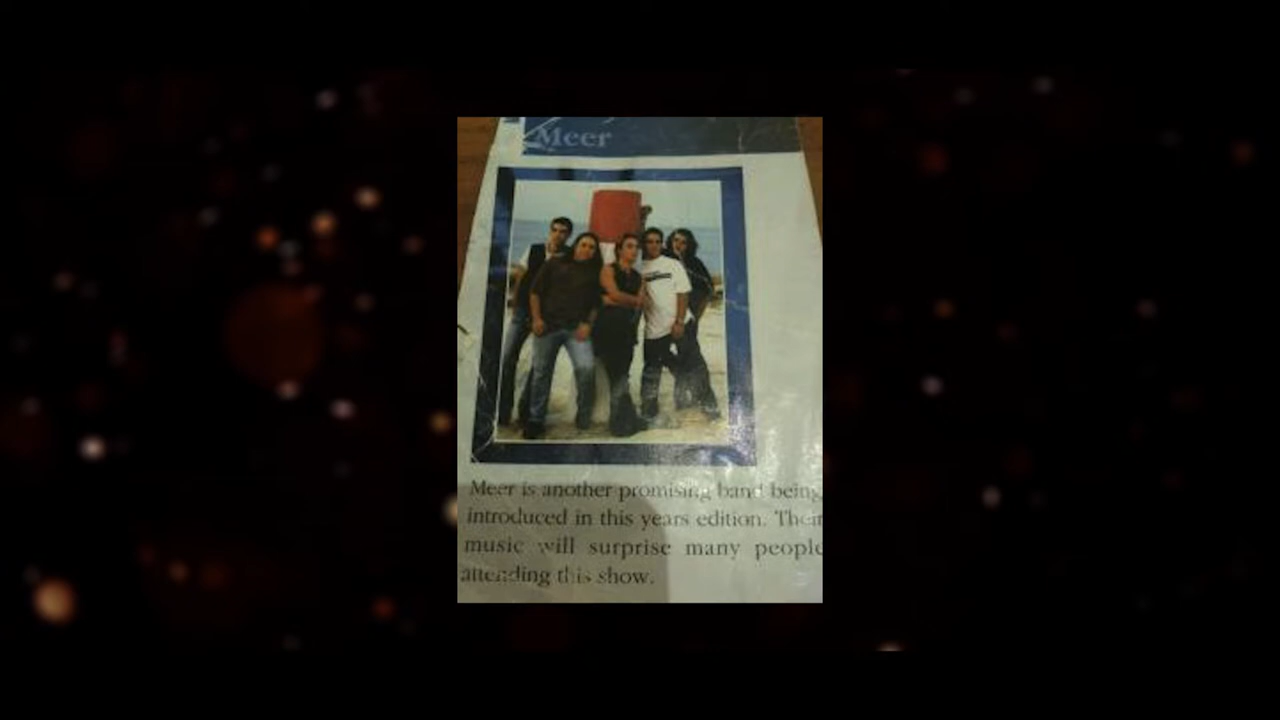 Meer
Meer is another promising band being
introduced in this years edition. Their
music will surprise many people
attending this show.